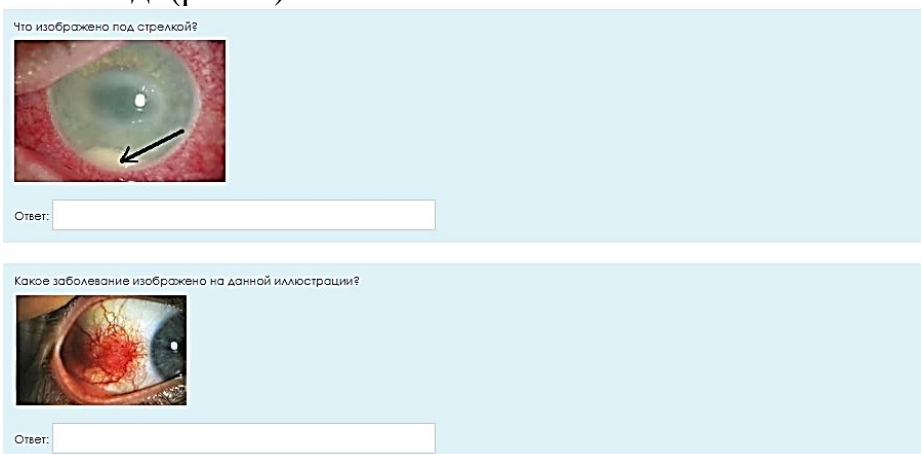 Что изображено под стрелкой?
Ответ:
Какое заболевание изображено на данной иллюстрации?
Ответ: